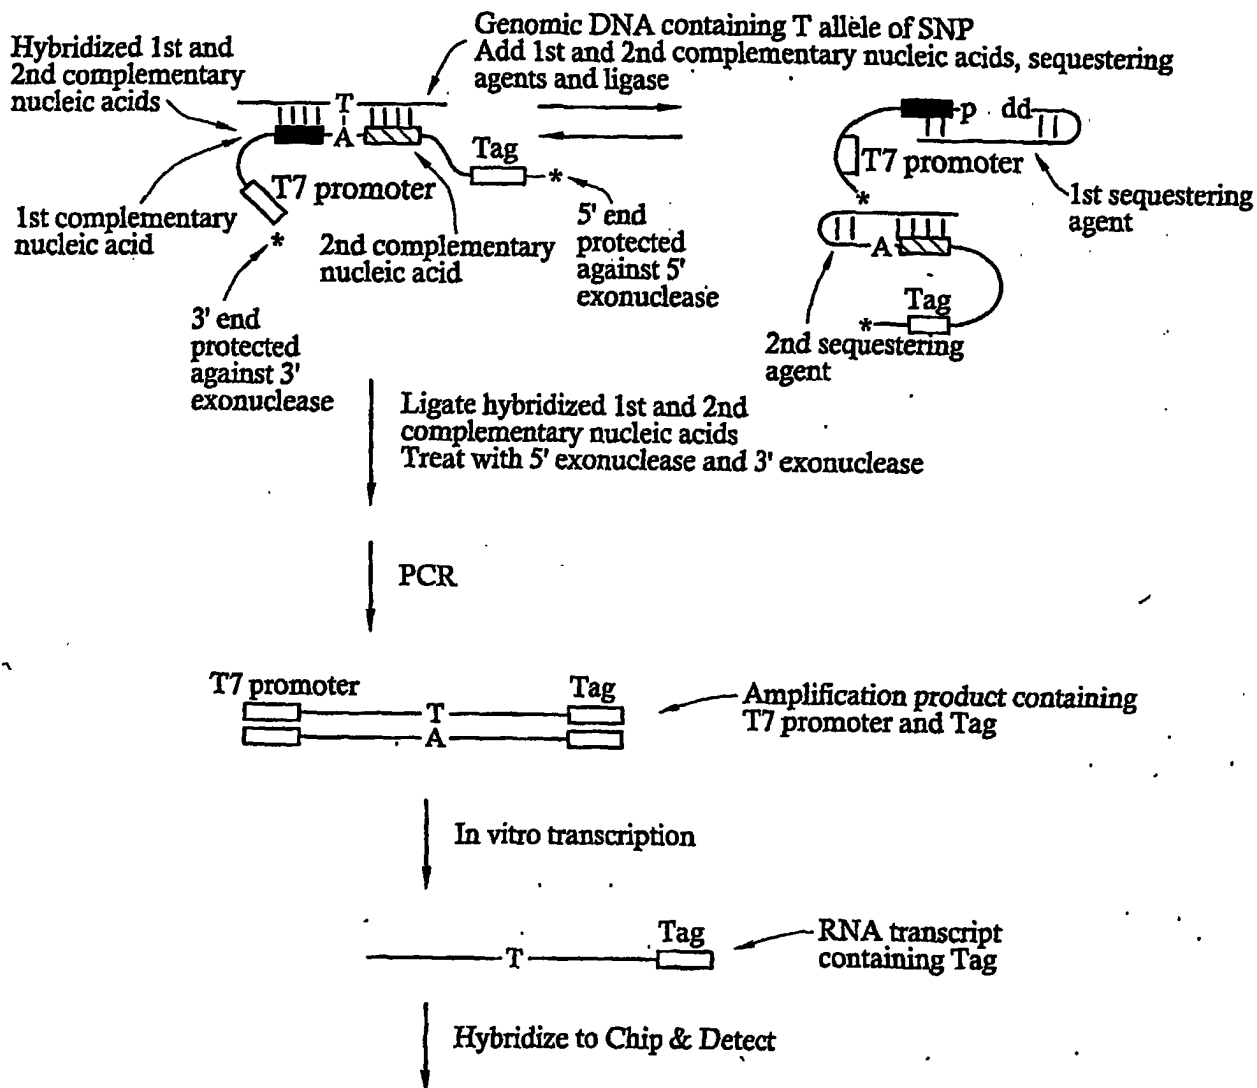 Genomic DNA containing T allele of SNP
Add 1st and 2nd complementary nucleic acids, sequestering
agents and ligase
Hybridized 1st and
2nd complementary
nucleic acids
T
A
Tag
*
T7 promoter
*
1st complementary
nucleic acid
2nd complementary
nucleic acid
5' end
protected
against 5'
exonuclease
3' end
protected
against 3'
exonuclease
p dd
T7 promoter
*
1st sequestering
agent
A
Tag
*
2nd sequestering
agent
Ligate hybridized 1st and 2nd
complementary nucleic acids
Treat with 5' exonuclease and 3' exonuclease
PCR
T7 promoter
Tag
T
A
Amplification product containing
T7 promoter and Tag
In vitro transcription
Tag
T
RNA transcript
containing Tag
Hybridize to Chip & Detect